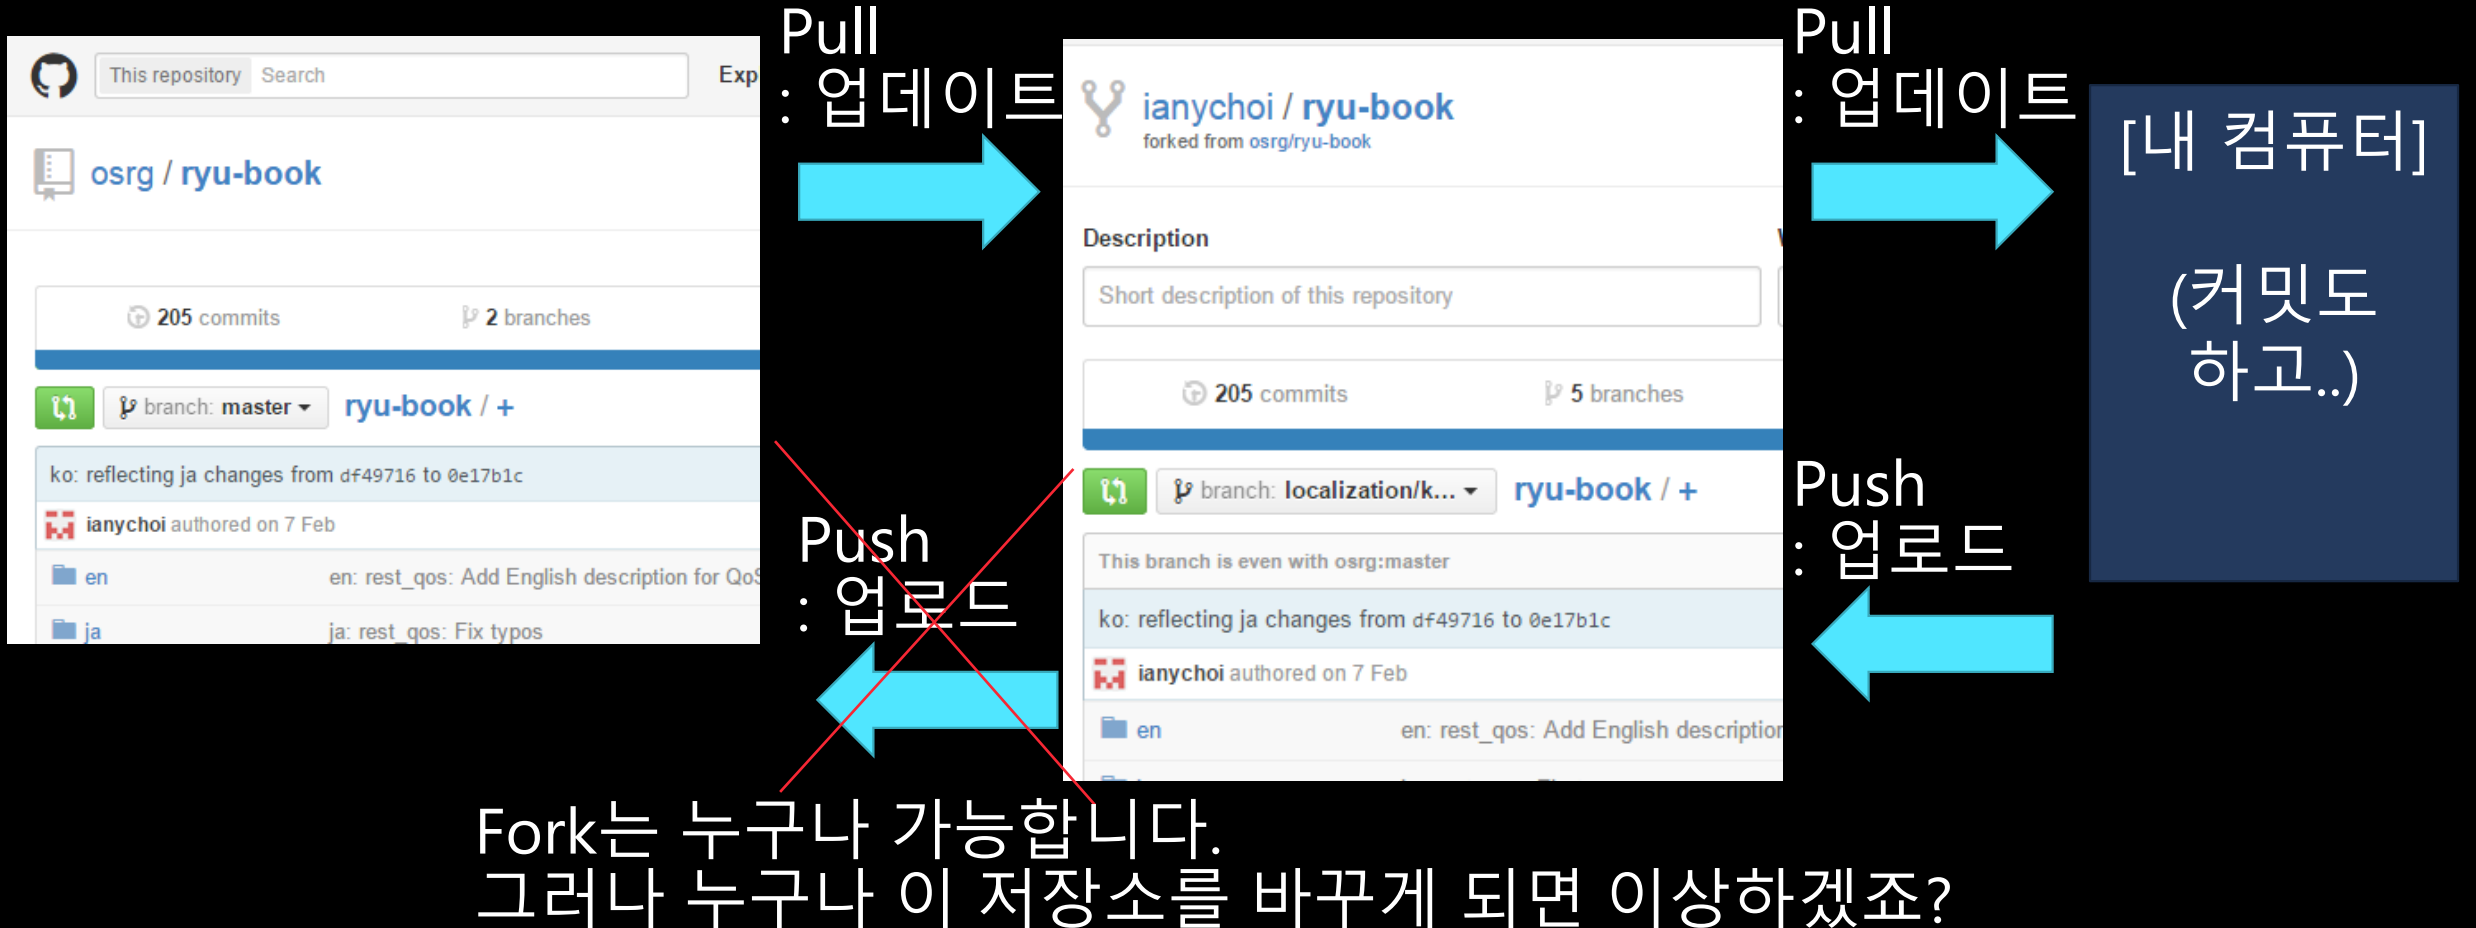 This repository Search
Exp
osrg / ryu-book
205 commits
2 branches
branch: master
ryu-book / +
ko: reflecting ja changes from df49716 to 0e17b1c
ianychoi authored on 7 Feb
en
en: rest_qos: Add English description for QoS
ja
ja: rest_qos: Fix typos
Pull
: 업데이트
Push
: 업로드
ianychoi / ryu-book
forked from osrg/ryu-book
Description
Short description of this repository
205 commits
5 branches
branch: localization/k...
ryu-book / +
This branch is even with osrg:master
ko: reflecting ja changes from df49716 to 0e17b1c
ianychoi authored on 7 Feb
en
en: rest_qos: Add English description
Pull
: 업데이트
Push
: 업로드
[내 컴퓨터]
(커밋도
하고..)
Fork는 누구나 가능합니다.
그러나 누구나 이 저장소를 바꾸게 되면 이상하겠죠?